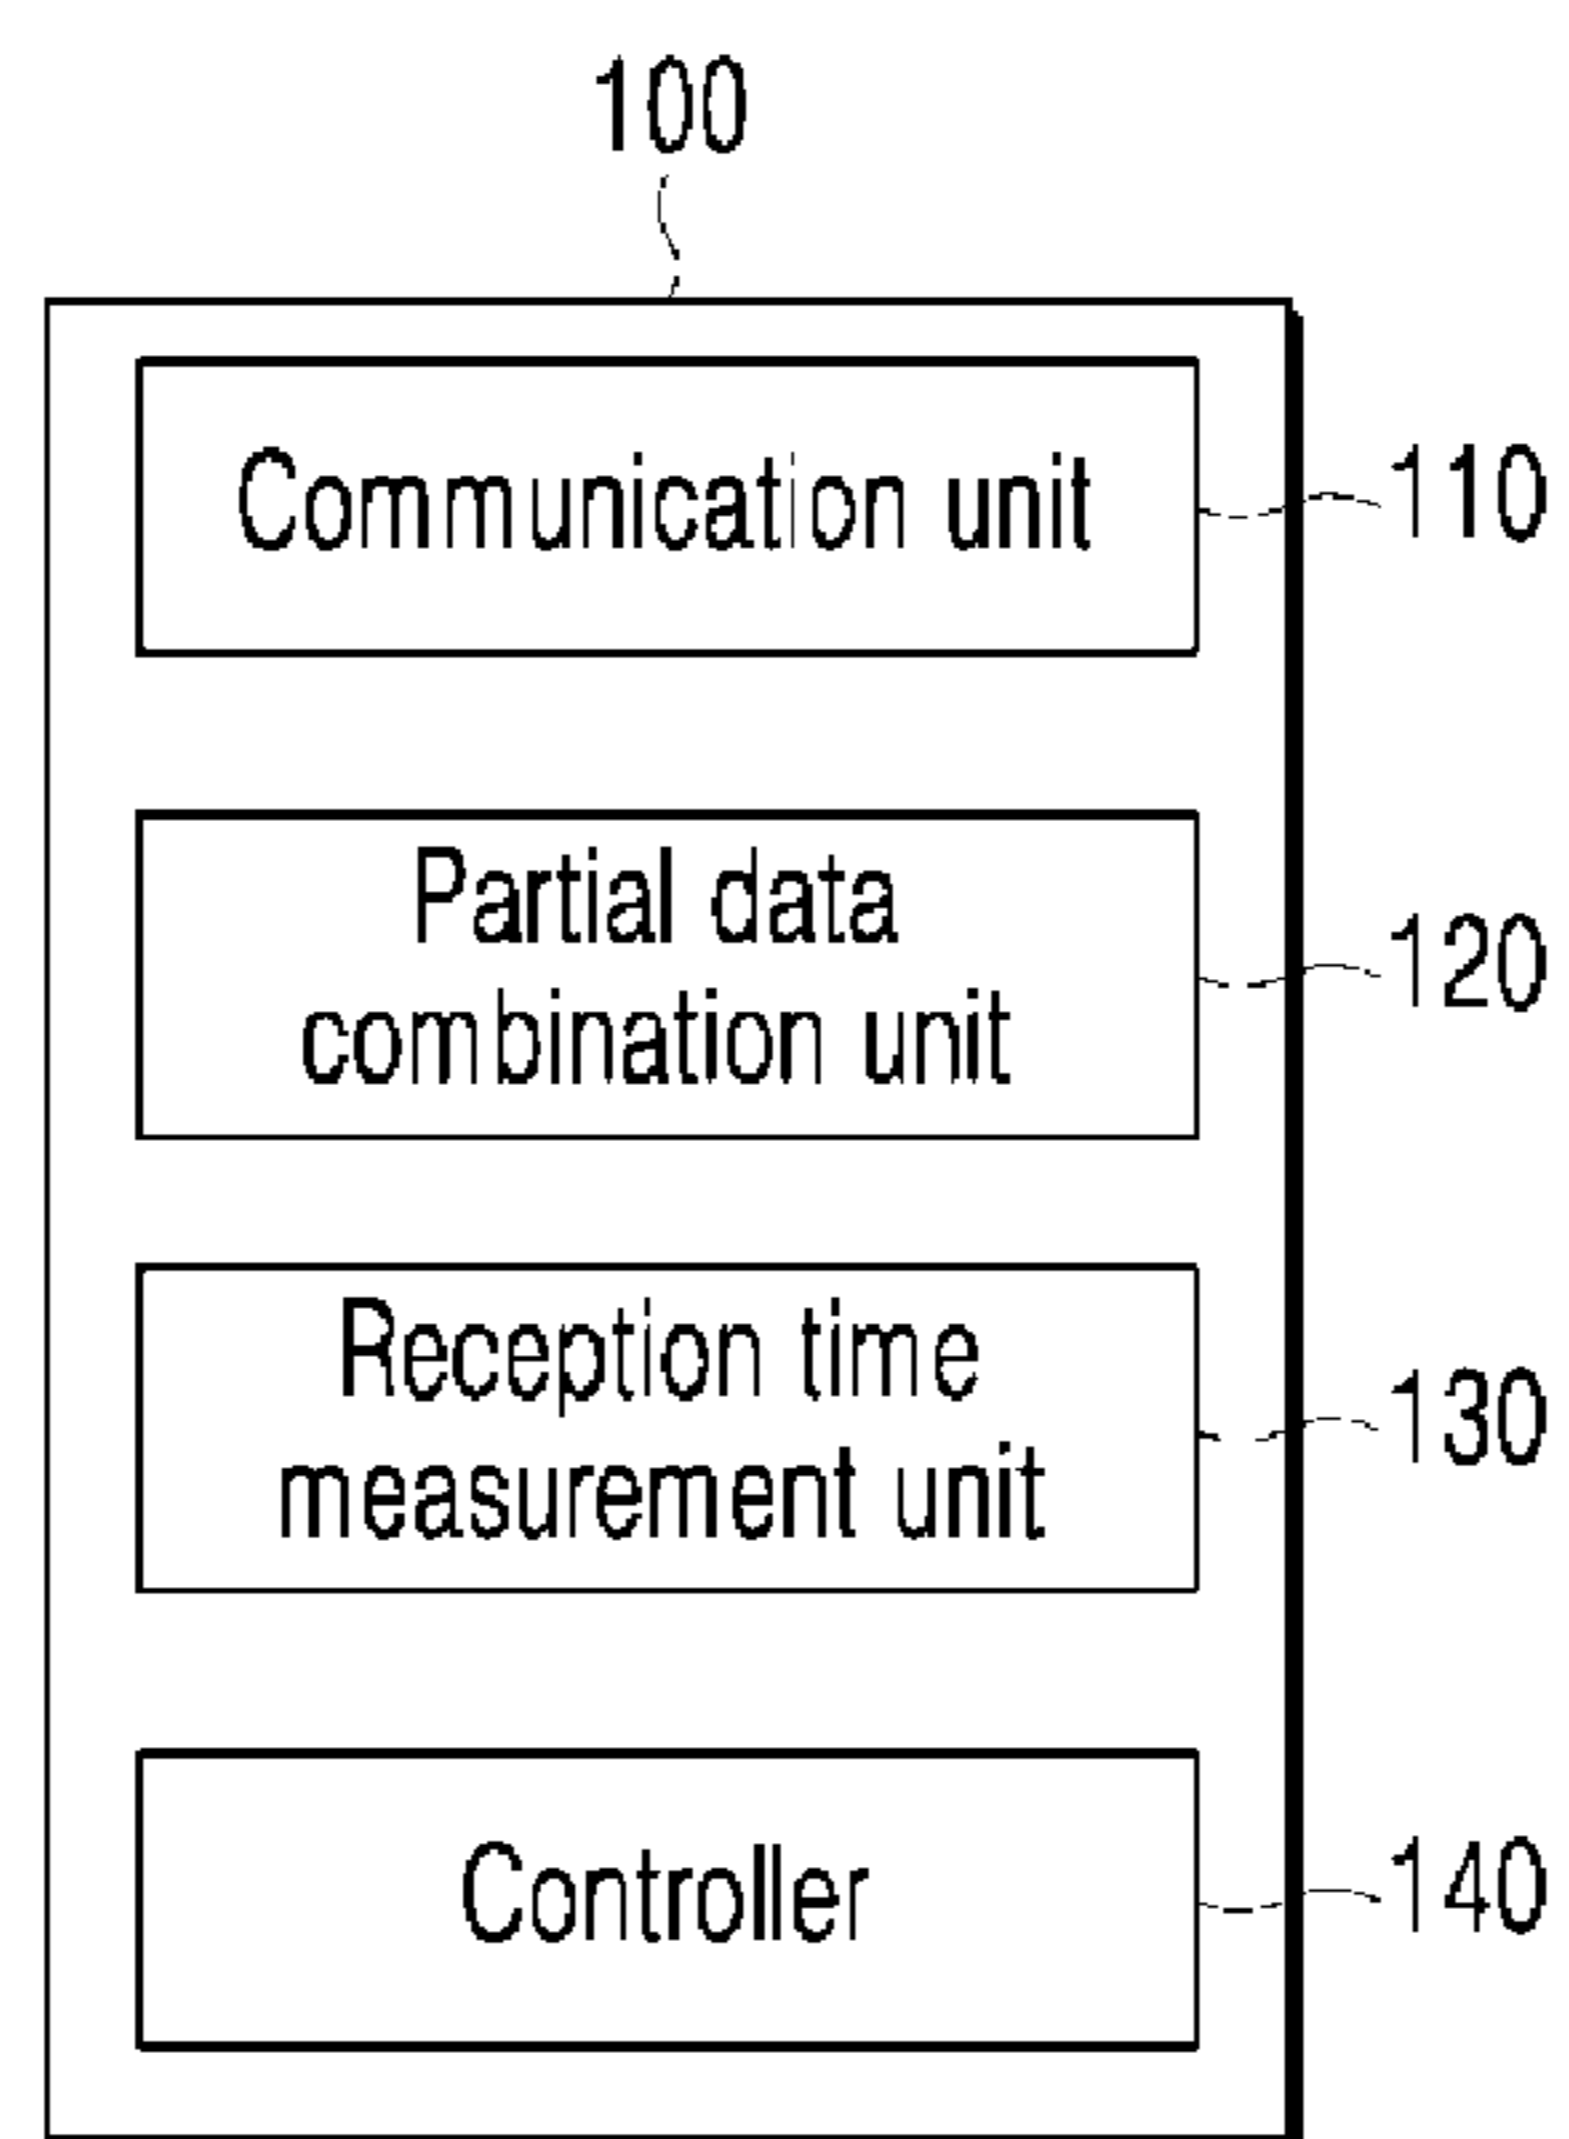 100
Communication unit
110
Partial data
combination unit
120
Reception time
measurement unit
130
Controller
140